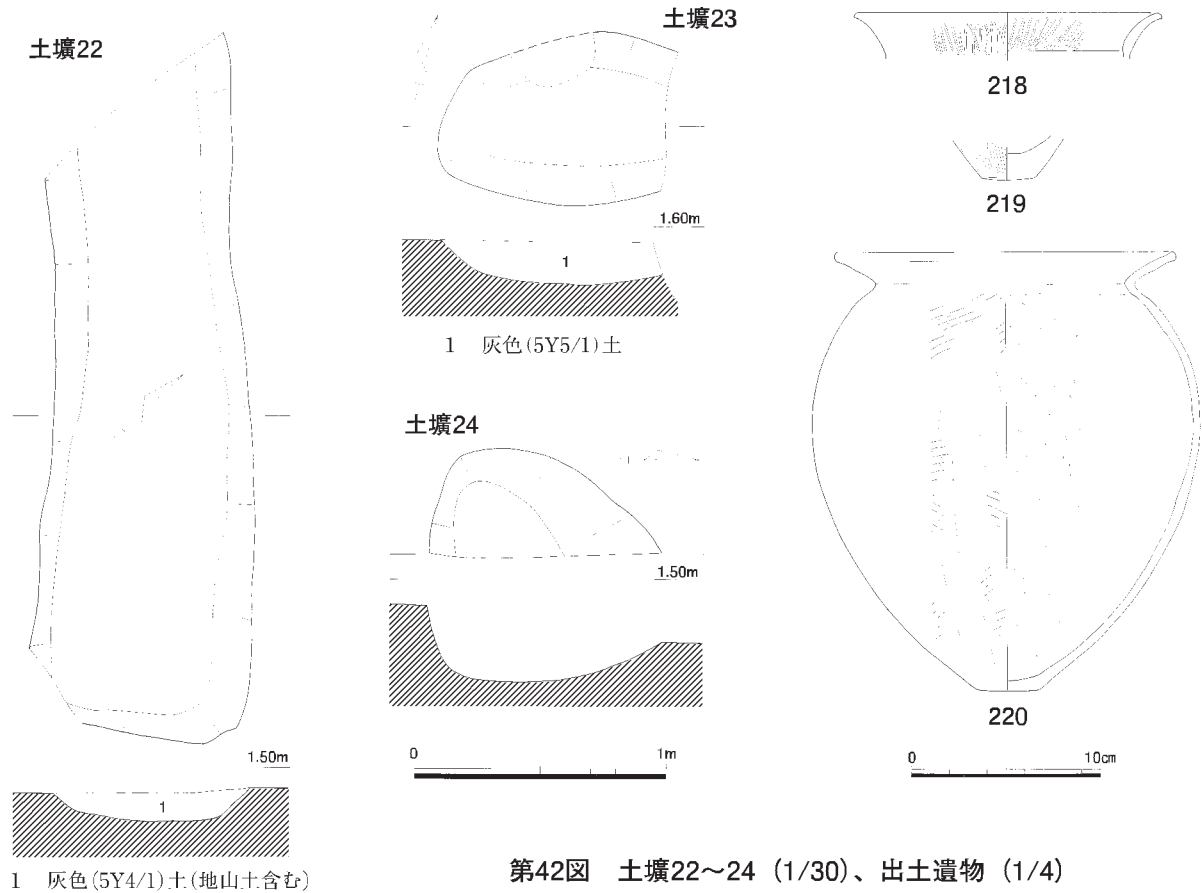 土壙22
1.50m
1
1 灰色(5Y4/1)土(地山土含む)
土壙23
1.60m
1
1 灰色(5Y5/1)土
土壙24
1.50m
0 1m
218
219
220
0 10cm
第42図 土壙22～24（1/30）、出土遺物（1/4）